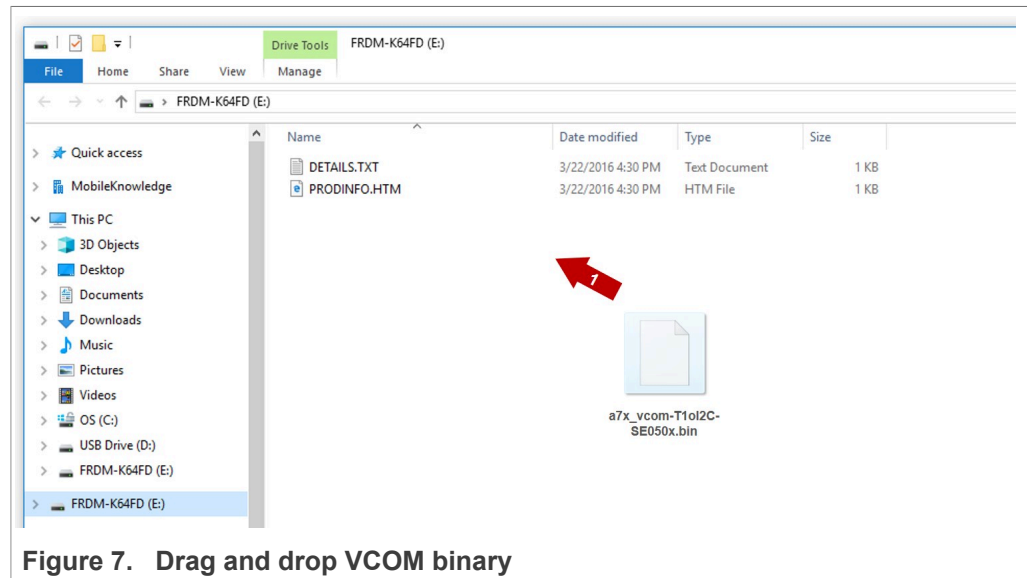 Drive Tools FRDM-K64FD (E:)
File Home Share View Manage
FRDM-K64FD (E:)
Name Date modified Type Size
Quick access
DETAILS.TXT 3/22/2016 4:30 PM Text Document 1 KB
MobileKnowledge
PRODINFO.HTM 3/22/2016 4:30 PM HTM File 1 KB
This PC
3D Objects
Desktop
Documents
Downloads
Music
Pictures
Videos
OS (C:)
USB Drive (D:)
FRDM-K64FD (E:)
FRDM-K64FD (E:)
1
a7x_vcom-T1oI2C-
SE050x.bin
Figure 7. Drag and drop VCOM binary